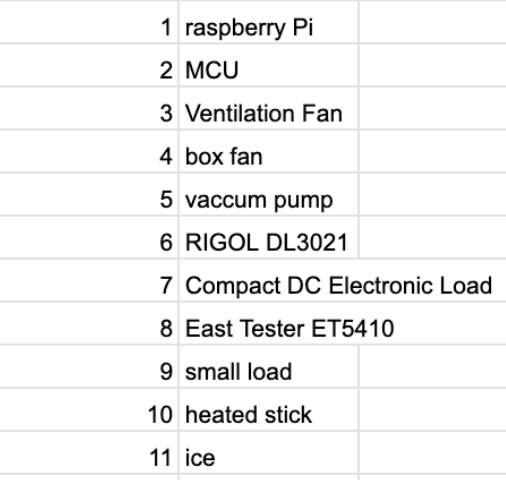 1 raspberry Pi
2 MCU
3 Ventilation Fan
4 box fan
5 vaccum pump
6 RIGOL DL3021
7 Compact DC Electronic Load
8 East Tester ET5410
9 small load
10 heated stick
11 ice